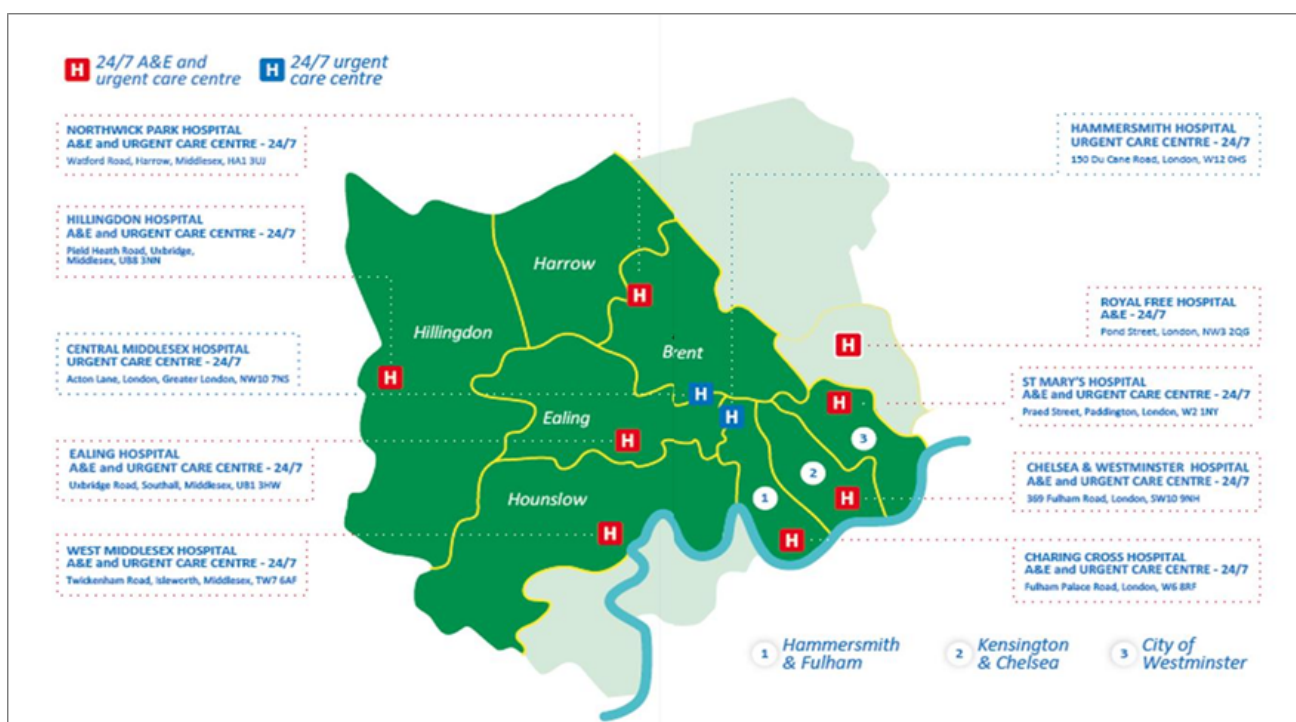 H
24/7 A&E and
urgent care centre
H
24/7 urgent
care centre
NORTHWICK PARK HOSPITAL
A&E and URGENT CARE CENTRE - 24/7
Watford Road, Harrow, Middlesex, HA1 3UJ
HILLINGDON HOSPITAL
A&E and URGENT CARE CENTRE - 24/7
Pield Heath Road, Uxbridge,
Middlesex, UB8 3NN
CENTRAL MIDDLESEX HOSPITAL
URGENT CARE CENTRE - 24/7
Acton Lane, London, Greater London, NW10 7NS
EALING HOSPITAL
A&E and URGENT CARE CENTRE - 24/7
Uxbridge Road, Southall, Middlesex, UB1 3HW
WEST MIDDLESEX HOSPITAL
A&E and URGENT CARE CENTRE - 24/7
Twickenham Road, Isleworth, Middlesex, TW7 6AF
Harrow
H
Hillingdon
Brent
H
H
H
H
H
Ealing
H
3
Hounslow
2
1
H
H
H
HAMMERSMITH HOSPITAL
URGENT CARE CENTRE - 24/7
150 Du Cane Road, London, W12 0HS
ROYAL FREE HOSPITAL
A&E - 24/7
Pond Street, London, NW3 2QG
ST MARY'S HOSPITAL
A&E and URGENT CARE CENTRE - 24/7
Praed Street, Paddington, London, W2 1NY
CHELSEA & WESTMINSTER HOSPITAL
A&E and URGENT CARE CENTRE - 24/7
369 Fulham Road, London, SW10 9NH
CHARING CROSS HOSPITAL
A&E and URGENT CARE CENTRE - 24/7
Fulham Palace Road, London, W6 8RF
1 Hammersmith
& Fulham
2 Kensington
& Chelsea
3 City of
Westminster